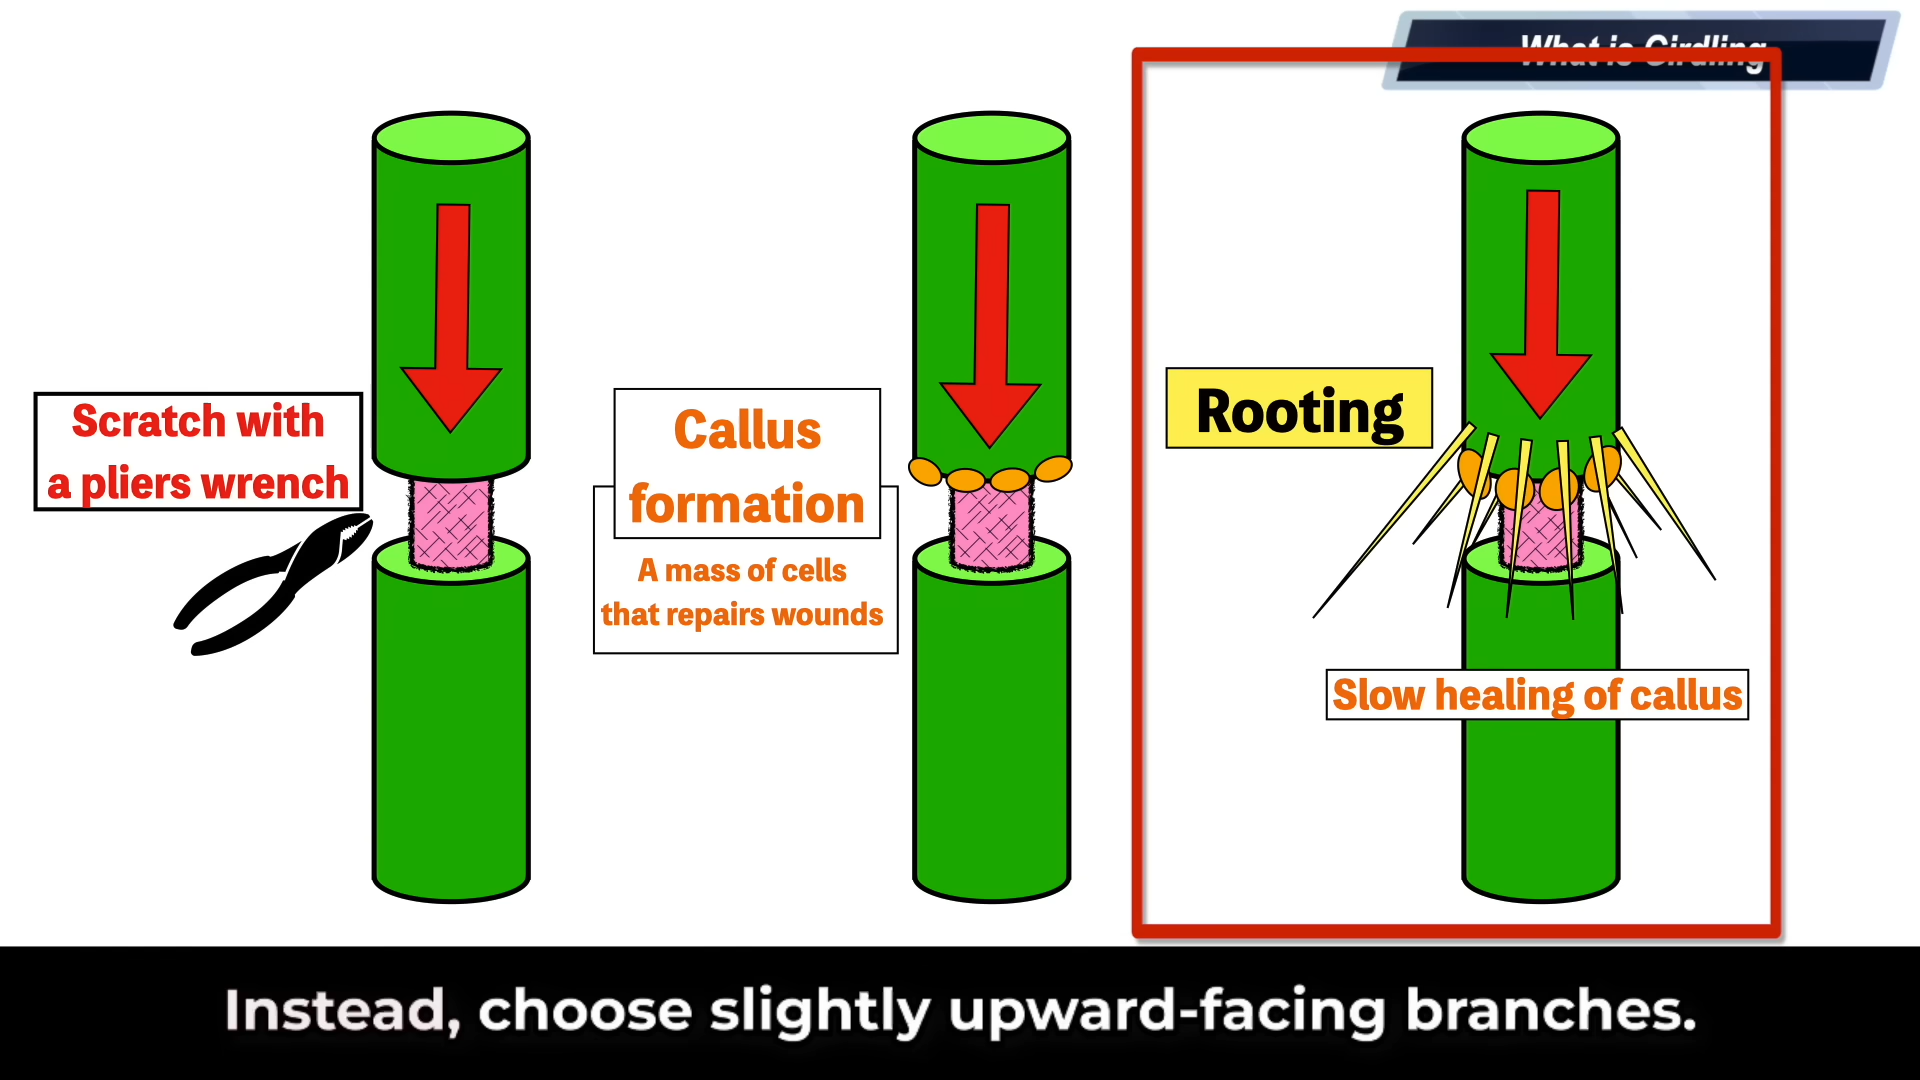 What is Girdling
Scratch with
a pliers wrench
Callus
formation
A mass of cells
that repairs wounds
Rooting
Slow healing of callus
Instead, choose slightly upward-facing branches.